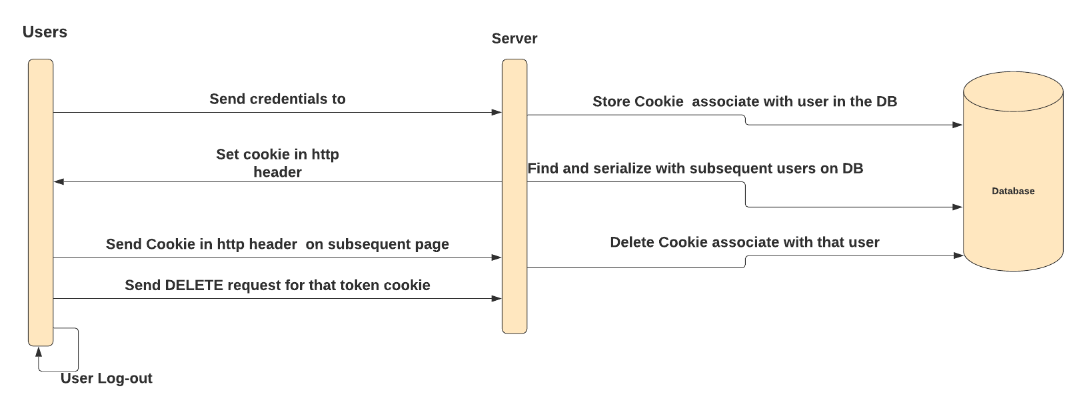 Users
Server
Send credentials to
Store Cookie  associate with user in the DB
Set cookie in http
header
Find and serialize with subsequent users on DB
Database
Send Cookie in http header  on subsequent page
Delete Cookie associate with that user
Send DELETE request for that token cookie
User Log-out